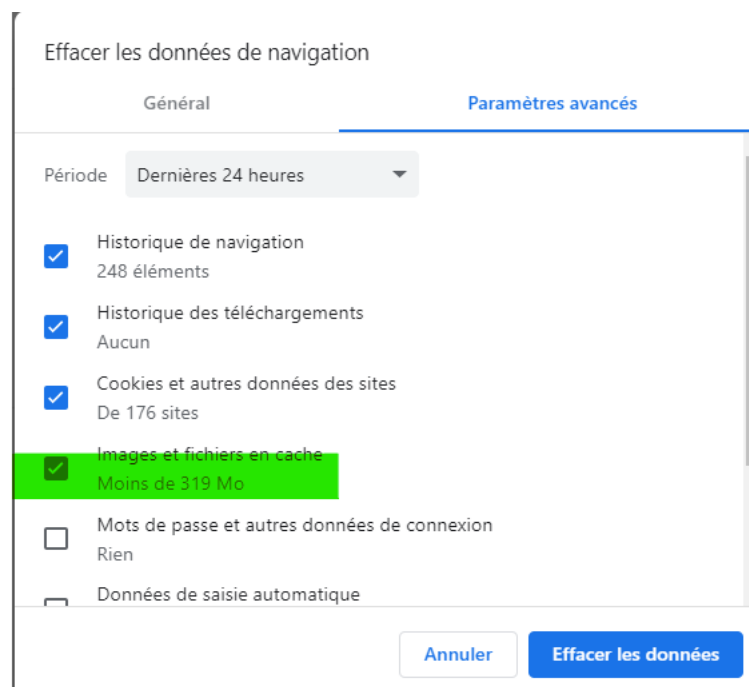 Effacer les données de navigation
Général Paramètres avancés
Période Dernières 24 heures
Historique de navigation
248 éléments
Historique des téléchargements
Aucun
Cookies et autres données des sites
De 176 sites
Images et fichiers en cache
Moins de 319 Mo
Mots de passe et autres données de connexion
Rien
Données de saisie automatique
Annuler Effacer les données